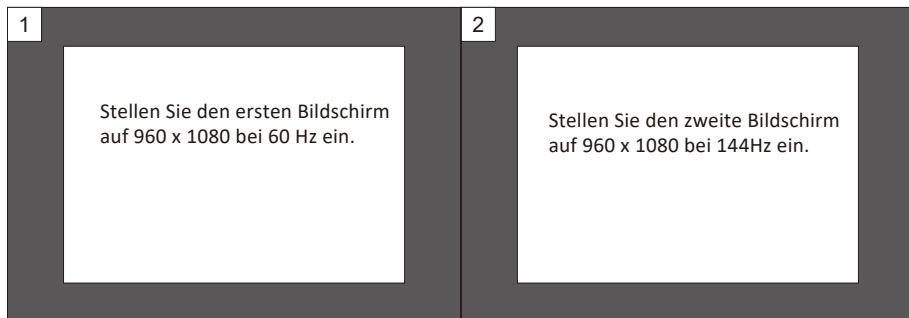 1
Stellen Sie den ersten Bildschirm
auf 960 x 1080 bei 60 Hz ein.
2
Stellen Sie den zweite Bildschirm
auf 960 x 1080 bei 144Hz ein.